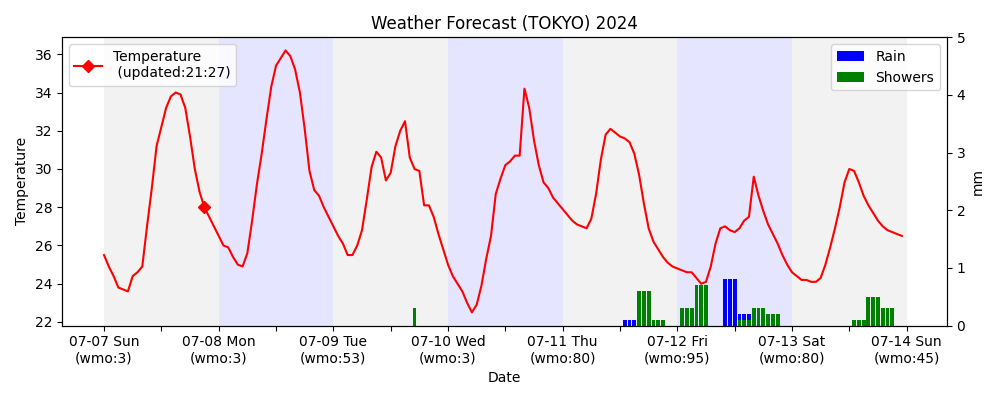 Weather Forecast (TOKYO) 2024
Temperature
(updated:21:27)
Rain
Showers
36
34
32
30
28
26
24
22
Temperature
5
4
3
2
1
0
mm
07-07 Sun
(wmo:3)
07-08 Mon
(wmo:3)
07-09 Tue
(wmo:53)
07-10 Wed
(wmo:3)
07-11 Thu
(wmo:80)
07-12 Fri
(wmo:95)
07-13 Sat
(wmo:80)
07-14 Sun
(wmo:45)
Date